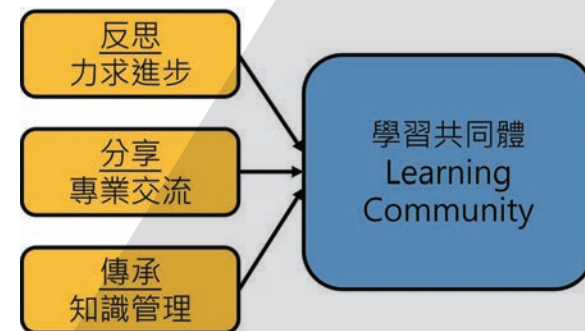 反思
力求進步
分享
專業交流
傳承
知識管理
學習共同體
Learning
Community